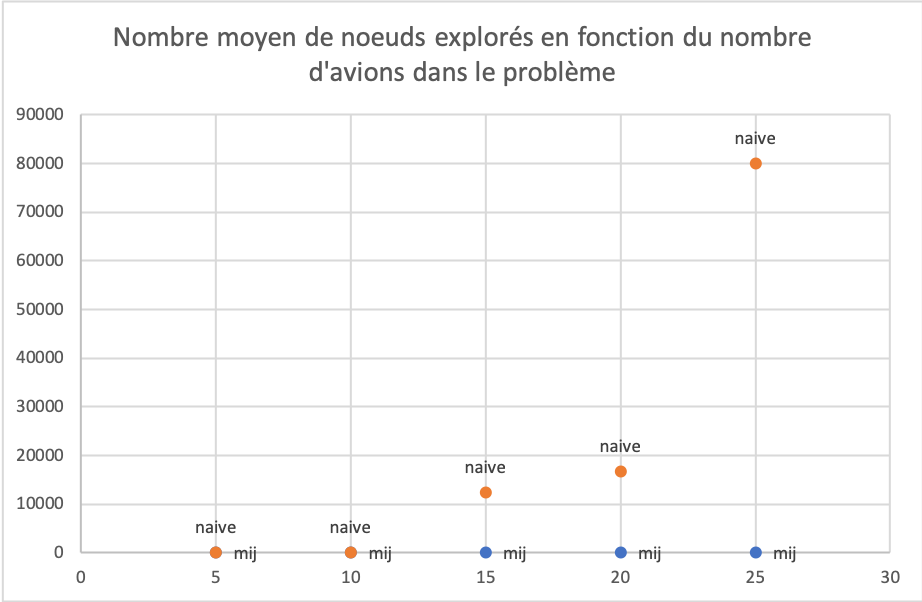 Nombre moyen de noeuds explorés en fonction du nombre
d'avions dans le problème
90000
naive
80000
70000
60000
50000
40000
30000
20000
naive
naive
10000
naive
naive
0
mij
mij
mij
mij
mij
0 5 10 15 20 25 30